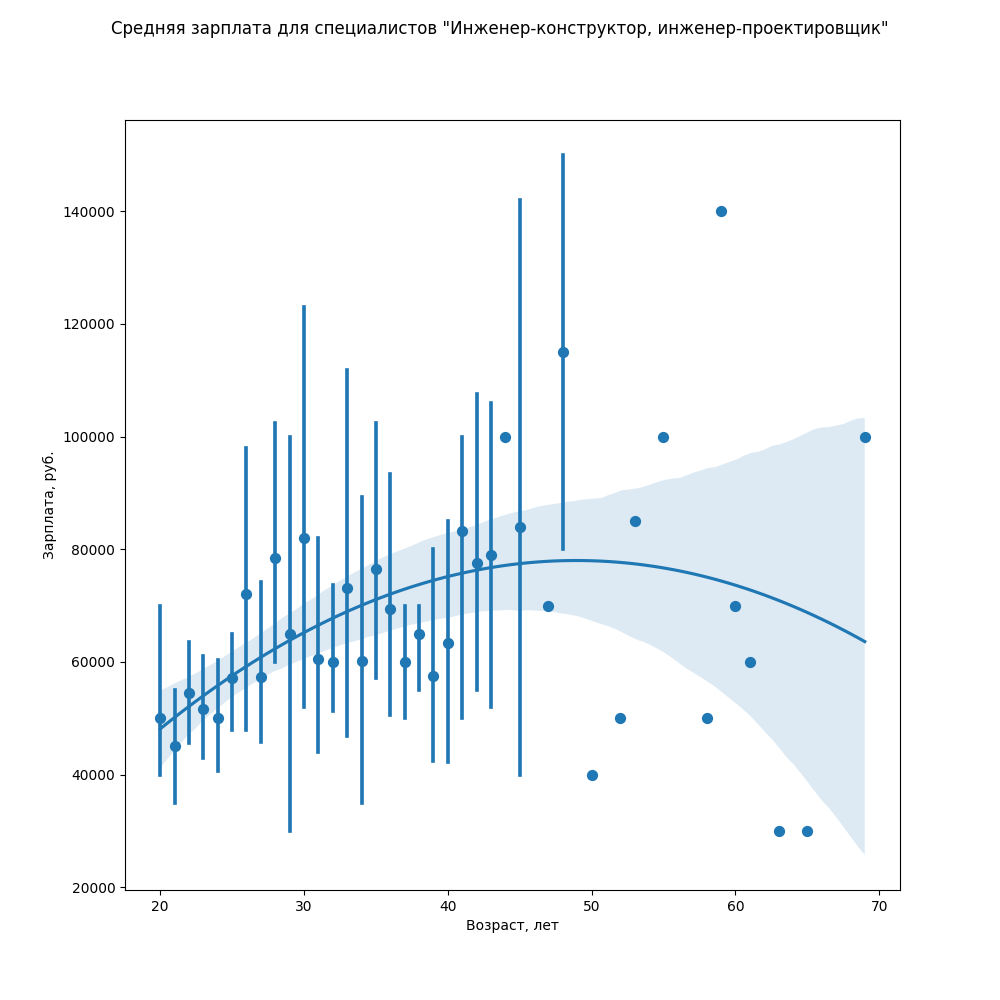 Средняя зарплата для специалистов "Инженер-конструктор, инженер-проектировщик"
140000
120000
100000
80000
60000
40000
20000
Зарплата, руб.
20 30 40 50 60 70
Возраст, лет